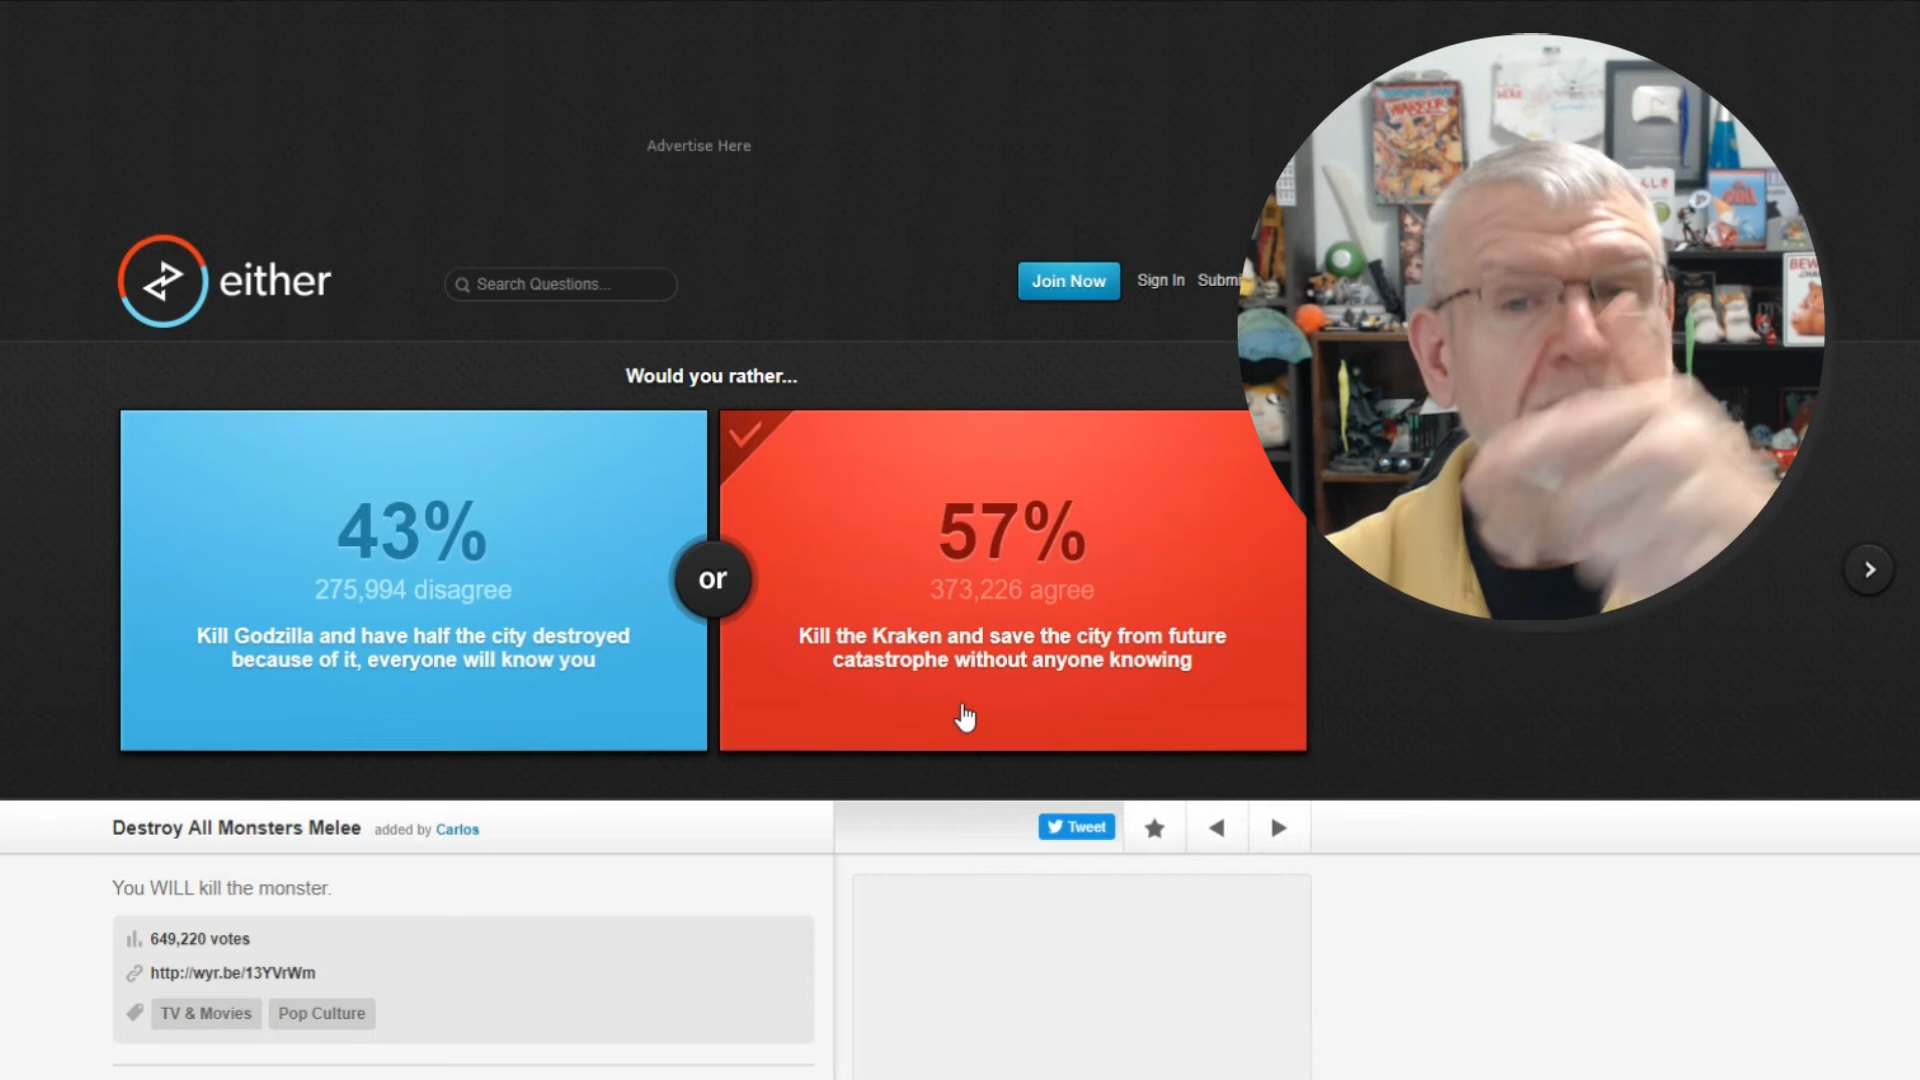 Advertise Here
either
Search Questions...
Join Now
Sign In
Submi
Would you rather...
43%
275,994 disagree
Kill Godzilla and have half the city destroyed
because of it, everyone will know you
or
57%
373,226 agree
Kill the Kraken and save the city from future
catastrophe without anyone knowing
WARRIOR
BEW
Destroy All Monsters Melee added by Carlos
Tweet
You WILL kill the monster.
649,220 votes
http://wyr.be/13YVrWm
TV & Movies
Pop Culture